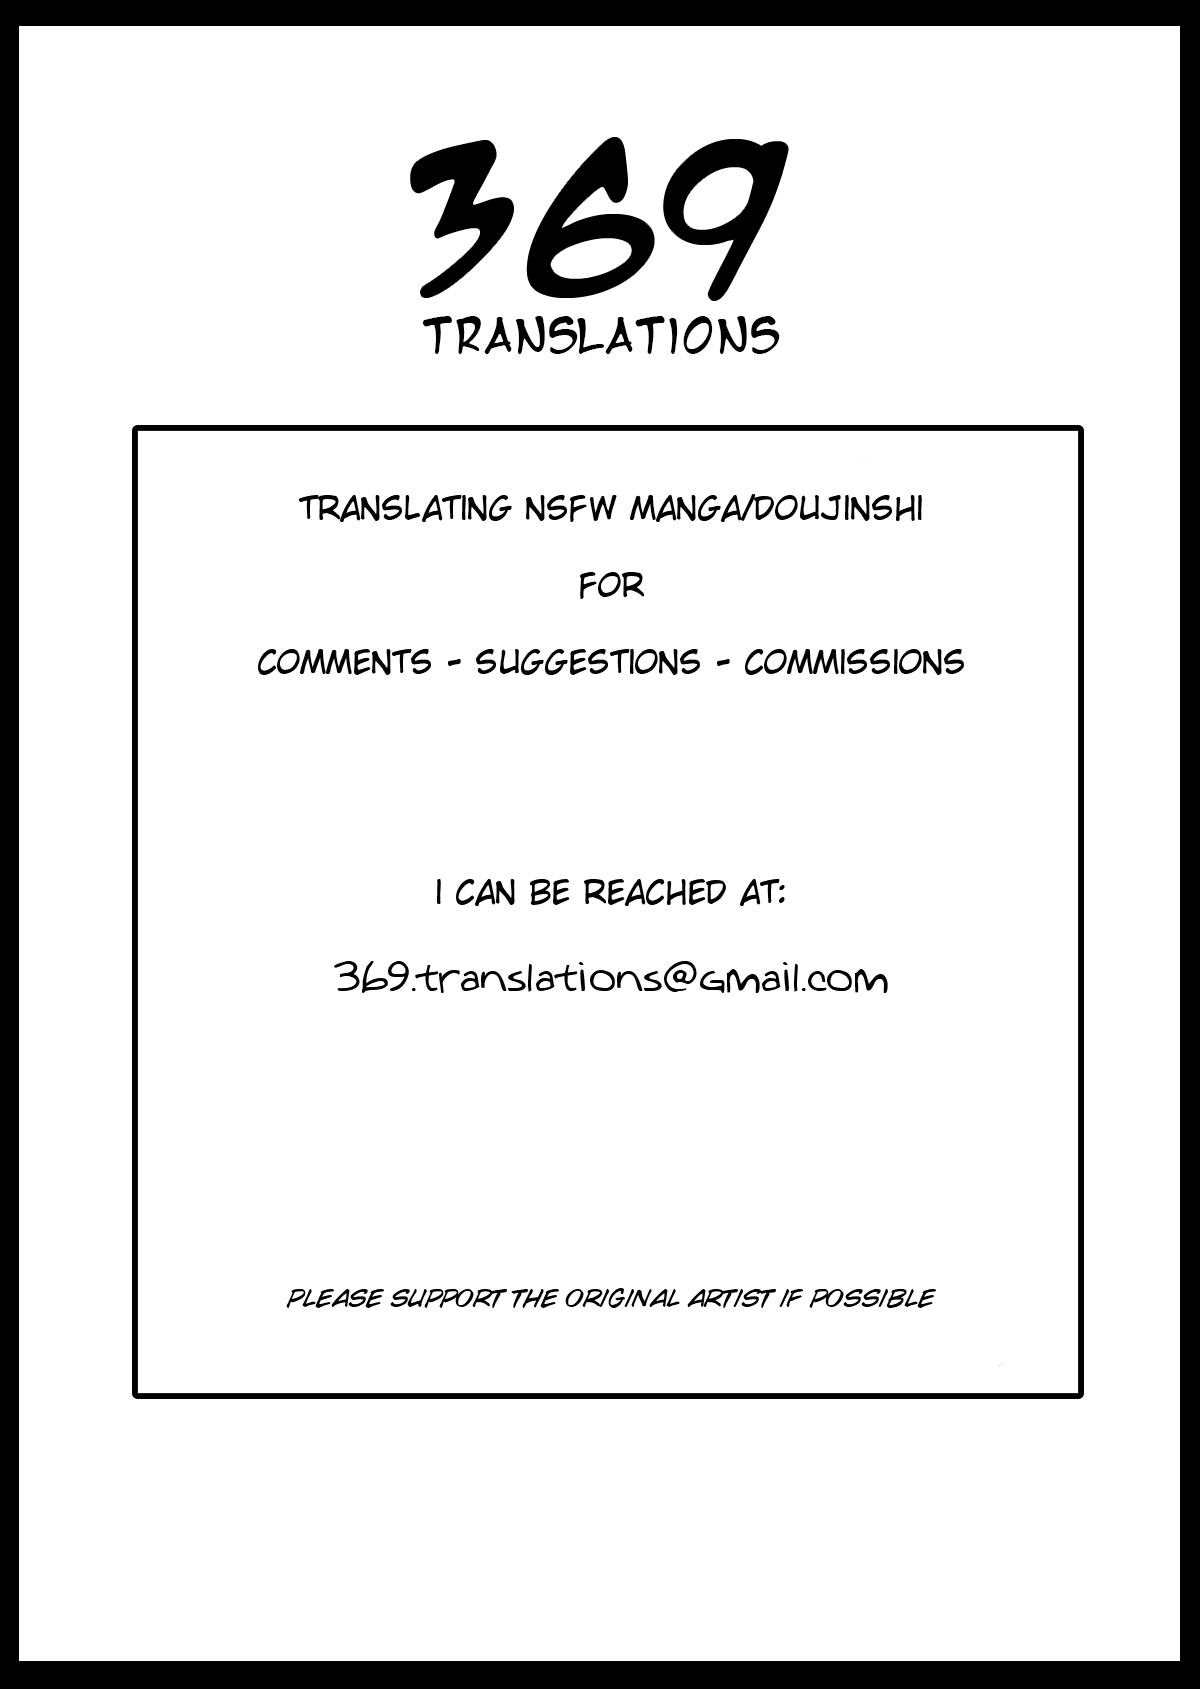 369
TRANSLATIONS
TRANSLATING NSFW MANGA/DOUJINSHI
FOR
COMMENTS - SUGGESTIONS - COMMISSIONS
I CAN BE REACHED AT:
369.translations@gmail.com
PLEASE SUPPORT THE ORIGINAL ARTIST IF POSSIBLE